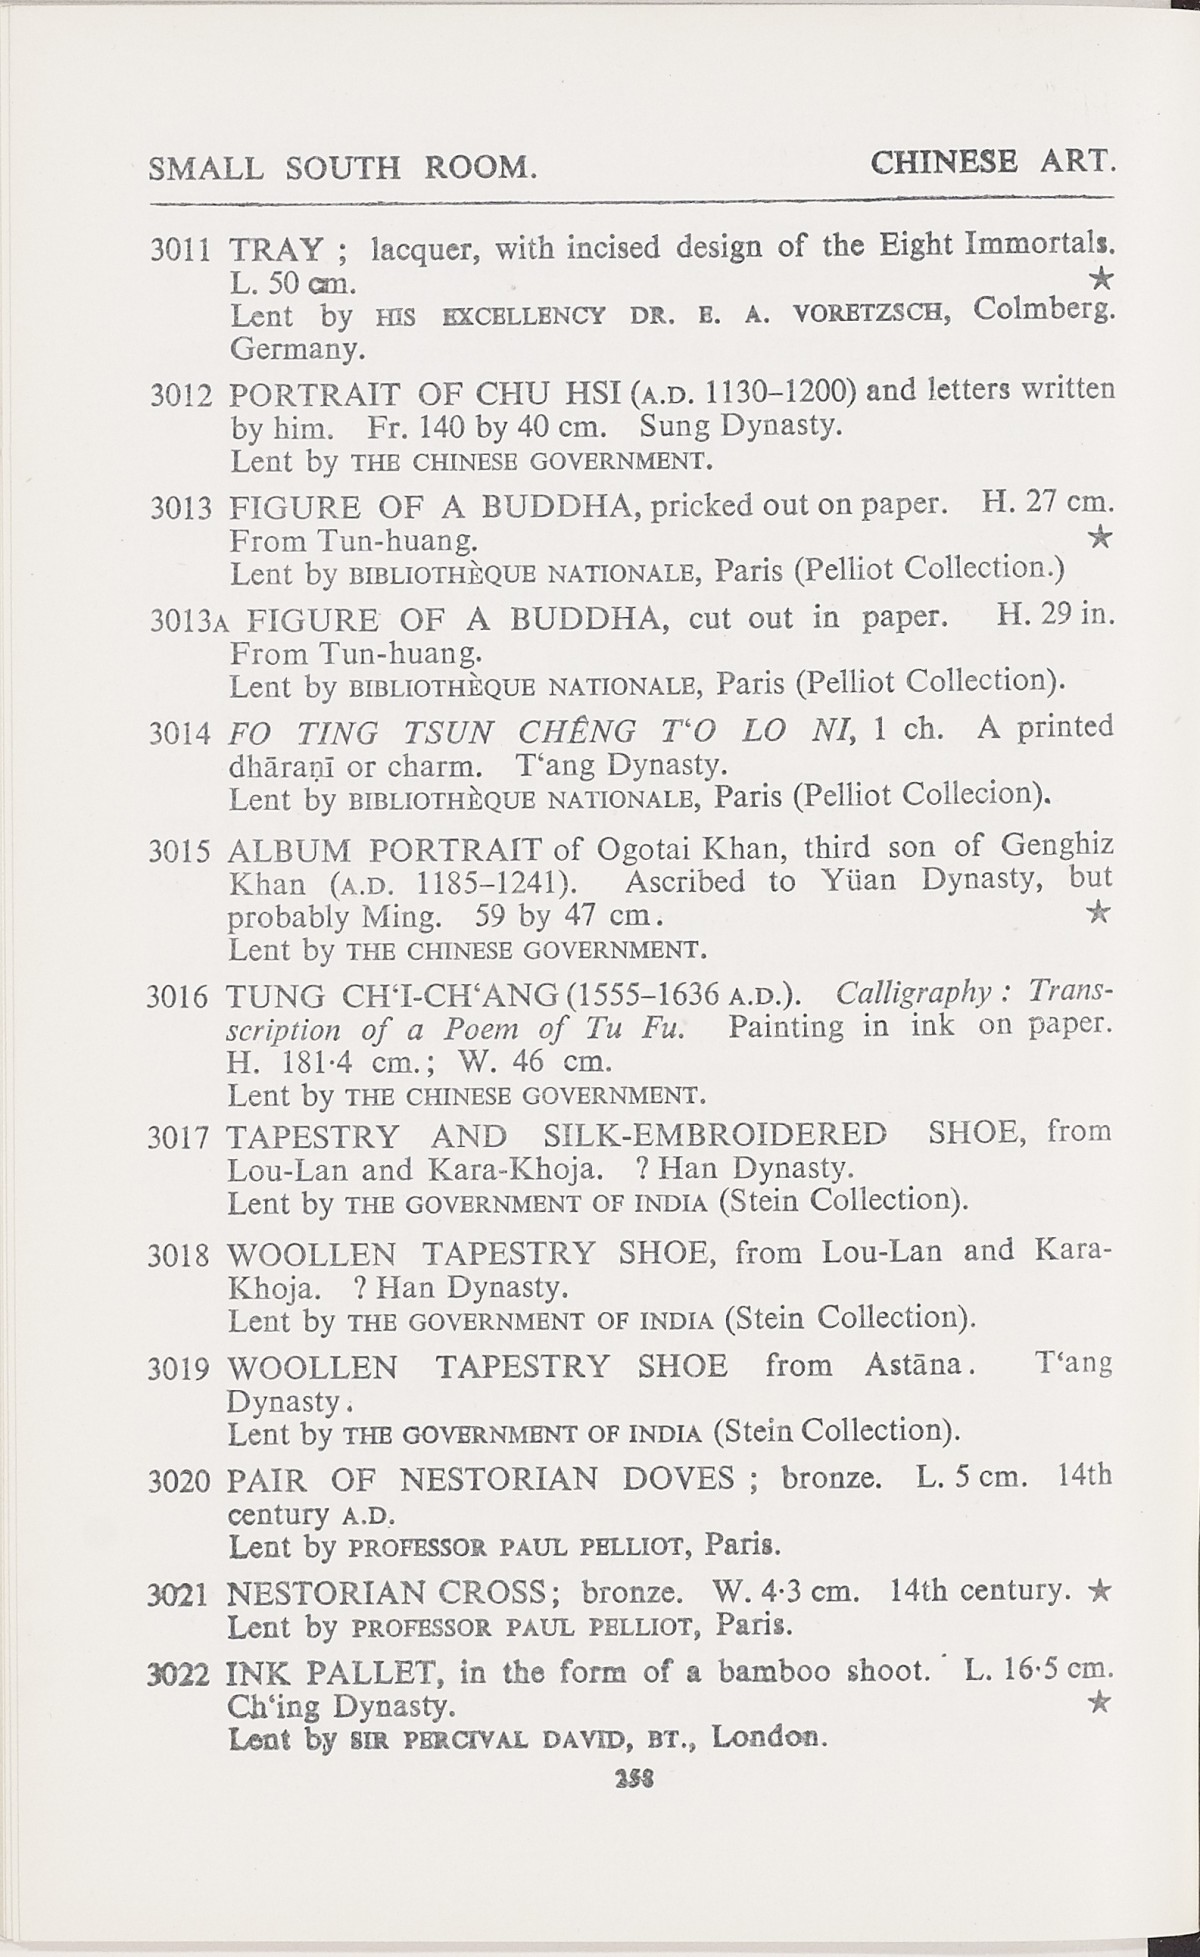 SMALL SOUTH ROOM. CHINESE ART.
3011 TRAY ; lacquer, with incised design of the Eight Immortals.
L. 50 cm. ★
Lent by HIS EXCELLENCY DR. E. A. VORETZSCH, Colmberg.
Germany.
3012 PORTRAIT OF CHU HSI (A.D. 1130–1200) and letters written
by him. Fr. 140 by 40 cm. Sung Dynasty.
Lent by THE CHINESE GOVERNMENT.
3013 FIGURE OF A BUDDHA, pricked out on paper. H. 27 cm.
From Tun-huang. ★
Lent by BIBLIOTHÈQUE NATIONALE, Paris (Pelliot Collection.)
3013A FIGURE OF A BUDDHA, cut out in paper. H. 29 in.
From Tun-huang.
Lent by BIBLIOTHÈQUE NATIONALE, Paris (Pelliot Collection).
3014 FO TING TSUN CHÊNG T‘O LO NI, 1 ch. A printed
dhāraṇī or charm. T‘ang Dynasty.
Lent by BIBLIOTHÈQUE NATIONALE, Paris (Pelliot Collecion).
3015 ALBUM PORTRAIT of Ogotai Khan, third son of Genghiz
Khan (A.D. 1185–1241). Ascribed to Yüan Dynasty, but
probably Ming. 59 by 47 cm. ★
Lent by THE CHINESE GOVERNMENT.
3016 TUNG CH‘I-CH‘ANG (1555–1636 A.D.). Calligraphy : Trans-
scription of a Poem of Tu Fu. Painting in ink on paper.
H. 181·4 cm.; W. 46 cm.
Lent by THE CHINESE GOVERNMENT.
3017 TAPESTRY AND SILK-EMBROIDERED SHOE, from
Lou-Lan and Kara-Khoja. ? Han Dynasty.
Lent by THE GOVERNMENT OF INDIA (Stein Collection).
3018 WOOLLEN TAPESTRY SHOE, from Lou-Lan and Kara-
Khoja. ? Han Dynasty.
Lent by THE GOVERNMENT OF INDIA (Stein Collection).
3019 WOOLLEN TAPESTRY SHOE from Astāna. T‘ang
Dynasty.
Lent by THE GOVERNMENT OF INDIA (Stein Collection).
3020 PAIR OF NESTORIAN DOVES ; bronze. L. 5 cm. 14th
century A.D.
Lent by PROFESSOR PAUL PELLIOT, Paris.
3021 NESTORIAN CROSS; bronze. W. 4·3 cm. 14th century. ★
Lent by PROFESSOR PAUL PELLIOT, Paris.
3022 INK PALLET, in the form of a bamboo shoot. L. 16·5 cm.
Ch‘ing Dynasty. ★
Lent by SIR PERCIVAL DAVID, BT., London.
258